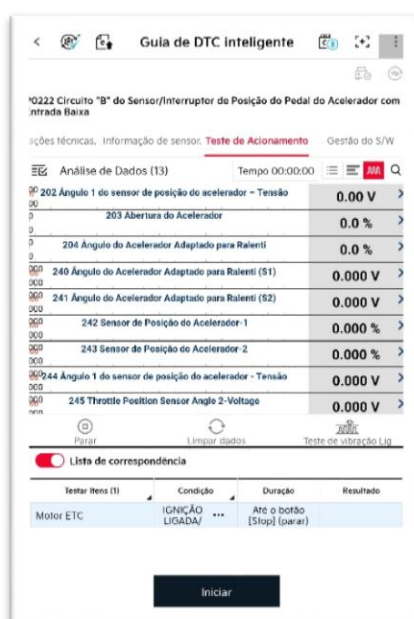 Guia de DTC inteligente
P0222 Circuito "B" do Sensor/Interruptor de Posição do Pedal do Acelerador com
Entrada Baixa
ações técnicas. Informação de sensor. Teste de Acionamento Gestão do S/W
Análise de Dados (13) Tempo 00:00:00
202 Ângulo 1 do sensor de posição do acelerador – Tensão 0.00 V
203 Abertura do Acelerador 0.0 %
204 Ângulo do Acelerador Adaptado para Ralenti 0.0 %
240 Ângulo do Acelerador Adaptado para Ralenti (S1) 0.000 V
241 Ângulo do Acelerador Adaptado para Ralenti (S2) 0.000 V
242 Sensor de Posição do Acelerador-1 0.000 %
243 Sensor de Posição do Acelerador-2 0.000 %
244 Ângulo 1 do sensor de posição do acelerador - Tensão 0.000 V
245 Throttle Position Sensor Angle 2-Voltage 0.000 V
Parar Limpar dados Teste de vibração Lig
Lista de correspondência
Testar Itens (1) Condição Duração Resultado
Motor ETC IGNIÇÃO LIGADA/ ... Até o botão [Stop] (parar)
Iniciar